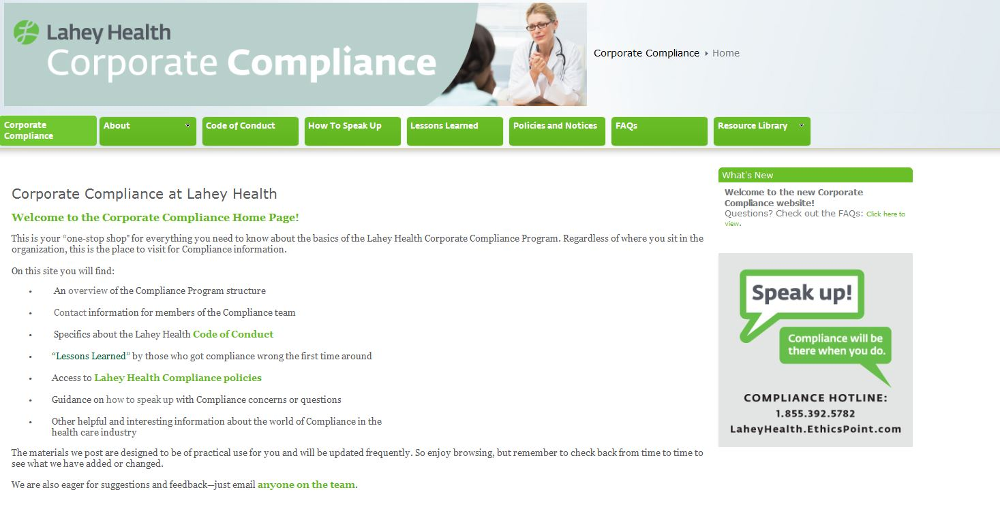 Lahey Health
Corporate Compliance
Corporate Compliance Home
Corporate
Compliance
About
Code of Conduct
How To Speak Up
Lessons Learned
Policies and Notices
FAQs
Resource Library
Corporate Compliance at Lahey Health
Welcome to the Corporate Compliance Home Page!
This is your “one-stop shop" for everything you need to know about the basics of the Lahey Health Corporate Compliance Program. Regardless of where you sit in the
organization, this is the place to visit for Compliance information.
On this site you will find:
• An overview of the Compliance Program structure
• Contact information for members of the Compliance team
• Specifics about the Lahey Health Code of Conduct
• “Lessons Learned” by those who got compliance wrong the first time around
• Access to Lahey Health Compliance policies
• Guidance on how to speak up with Compliance concerns or questions
• Other helpful and interesting information about the world of Compliance in the
health care industry
The materials we post are designed to be of practical use for you and will be updated frequently. So enjoy browsing, but remember to check back from time to time to
see what we have added or changed.
We are also eager for suggestions and feedback—just email anyone on the team.
What's New
Welcome to the new Corporate
Compliance website!
Questions? Check out the FAQs: Click here to
view.
Speak up!
Compliance will be
there when you do.
COMPLIANCE HOTLINE:
1.855.392.5782
LaheyHealth.EthicsPoint.com